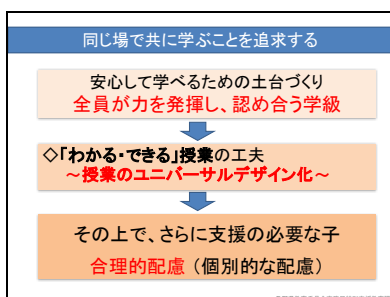 同じ場で共に学ぶことを追求する
安心して学べるための土台づくり
全員が力を発揮し、認め合う学級
◇「わかる・できる」授業の工夫
～授業のユニバーサルデザイン化～
その上で、さらに支援の必要な子
合理的配慮（個別的な配慮）